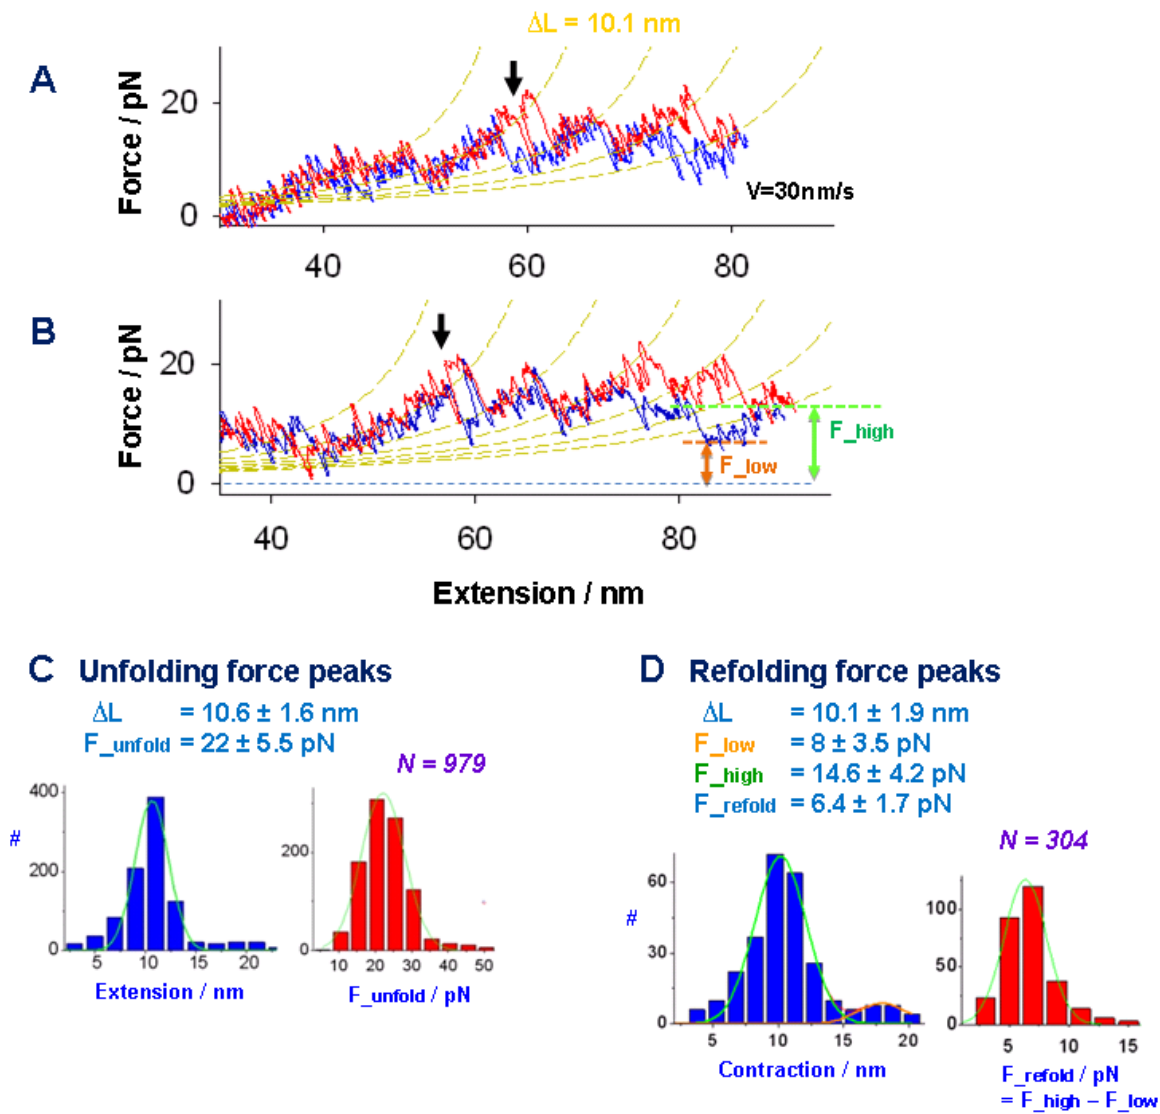 ΔL = 10.1 nm
A
Force / pN
20
0
V=30nm/s
40 60 80
B
Force / pN
20
0
F_high
F_low
40 60 80
Extension / nm
C Unfolding force peaks
ΔL = 10.6 ± 1.6 nm
F_unfold = 22 ± 5.5 pN
N = 979
400
200
0
#
5 10 15 20
Extension / nm
200
0
10 20 30 40 50
F_unfold / pN
D Refolding force peaks
ΔL = 10.1 ± 1.9 nm
F_low = 8 ± 3.5 pN
F_high = 14.6 ± 4.2 pN
F_refold = 6.4 ± 1.7 pN
N = 304
60
30
0
#
5 10 15 20
Contraction / nm
100
50
0
5 10 15
F_refold / pN
= F_high – F_low